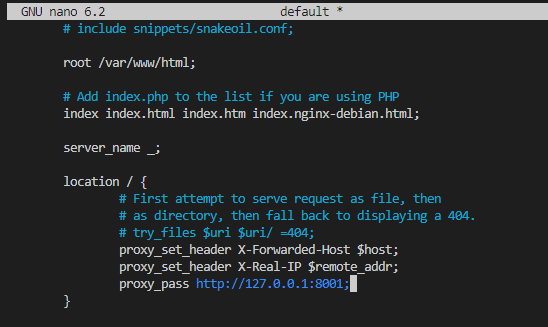 GNU nano 6.2 default *
# include snippets/snakeoil.conf;
root /var/www/html;
# Add index.php to the list if you are using PHP
index index.html index.htm index.nginx-debian.html;
server_name _;
location / {
# First attempt to serve request as file, then
# as directory, then fall back to displaying a 404.
# try_files $uri $uri/ =404;
proxy_set_header X-Forwarded-Host $host;
proxy_set_header X-Real-IP $remote_addr;
proxy_pass http://127.0.0.1:8001;
}